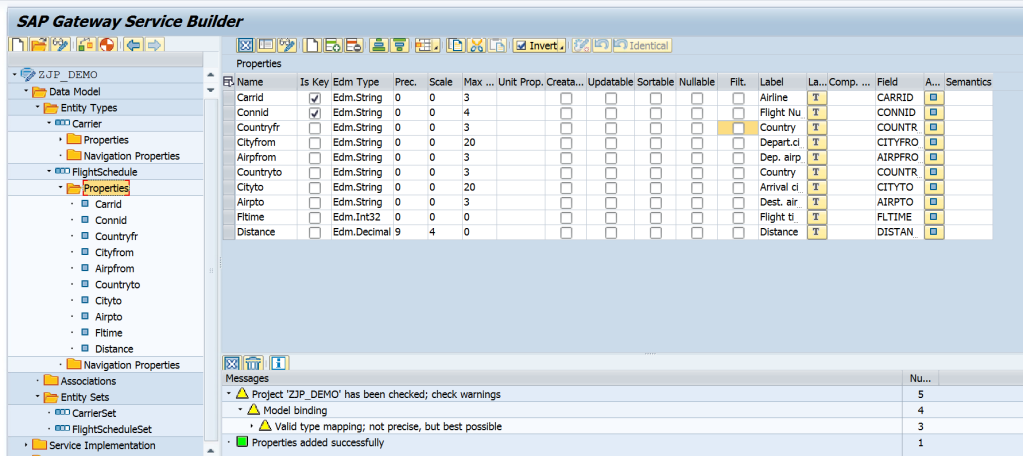 SAP Gateway Service Builder
Invert Identical
ZJP_DEMO
Data Model
Entity Types
Carrier
Properties
Navigation Properties
FlightSchedule
Properties
Carrid
Connid
Countryfr
Cityfrom
Airpfrom
Countryto
Cityto
Airpto
Fltime
Distance
Navigation Properties
Associations
Entity Sets
CarrierSet
FlightScheduleSet
Service Implementation
Properties
Name Is Key Edm Type Prec. Scale Max ... Unit Prop. Creata... Updatable Sortable Nullable Filt. Label La... Comp. ... Field A... Semantics
Carrid Edm.String 0 0 3 Airline T CARRID
Connid Edm.String 0 0 4 Flight Nu T CONNID
Countryfr Edm.String 0 0 3 Country T COUNTR
Cityfrom Edm.String 0 0 20 Depart.ci T CITYFRO
Airpfrom Edm.String 0 0 3 Dep. airp T AIRPFRO
Countryto Edm.String 0 0 3 Country T COUNTR
Cityto Edm.String 0 0 20 Arrival ci T CITYTO
Airpto Edm.String 0 0 3 Dest. air T AIRPTO
Fltime Edm.Int32 0 0 0 Flight ti T FLTIME
Distance Edm.Decimal 9 4 0 Distance T DISTAN
Messages Nu...
Project 'ZJP_DEMO' has been checked; check warnings 5
Model binding 4
Valid type mapping; not precise, but best possible 3
Properties added successfully 1